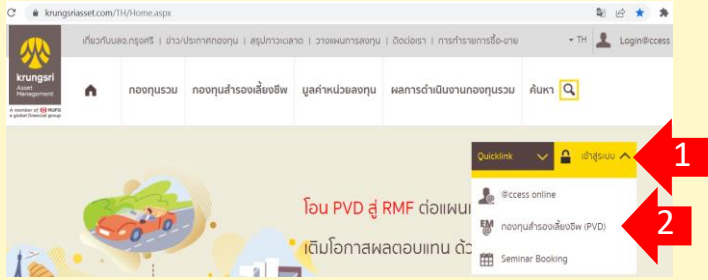 krungsriasset.com/TH/Home.aspx
เกี่ยวกับบลจ.กรุงศรี | ข่าว/ประกาศกองทุน | สรุปภาวะตลาด | วางแผนการลงทุน | ติดต่อเรา | การทำรายการซื้อ-ขาย
TH Login@ccess
krungsri
Asset
Management
A member of MUFG
a global financial group
กองทุนรวม กองทุนสำรองเลี้ยงชีพ มูลค่าหน่วยลงทุน ผลการดำเนินงานกองทุนรวม ค้นหา
Quicklink เข้าสู่ระบบ
1
@ccess online
EM@ กองทุนสำรองเลี้ยงชีพ (PVD)
2
Seminar Booking
โอน PVD สู่ RMF ต่อแผน
เติมโอกาสผลตอบแทน ด้ว